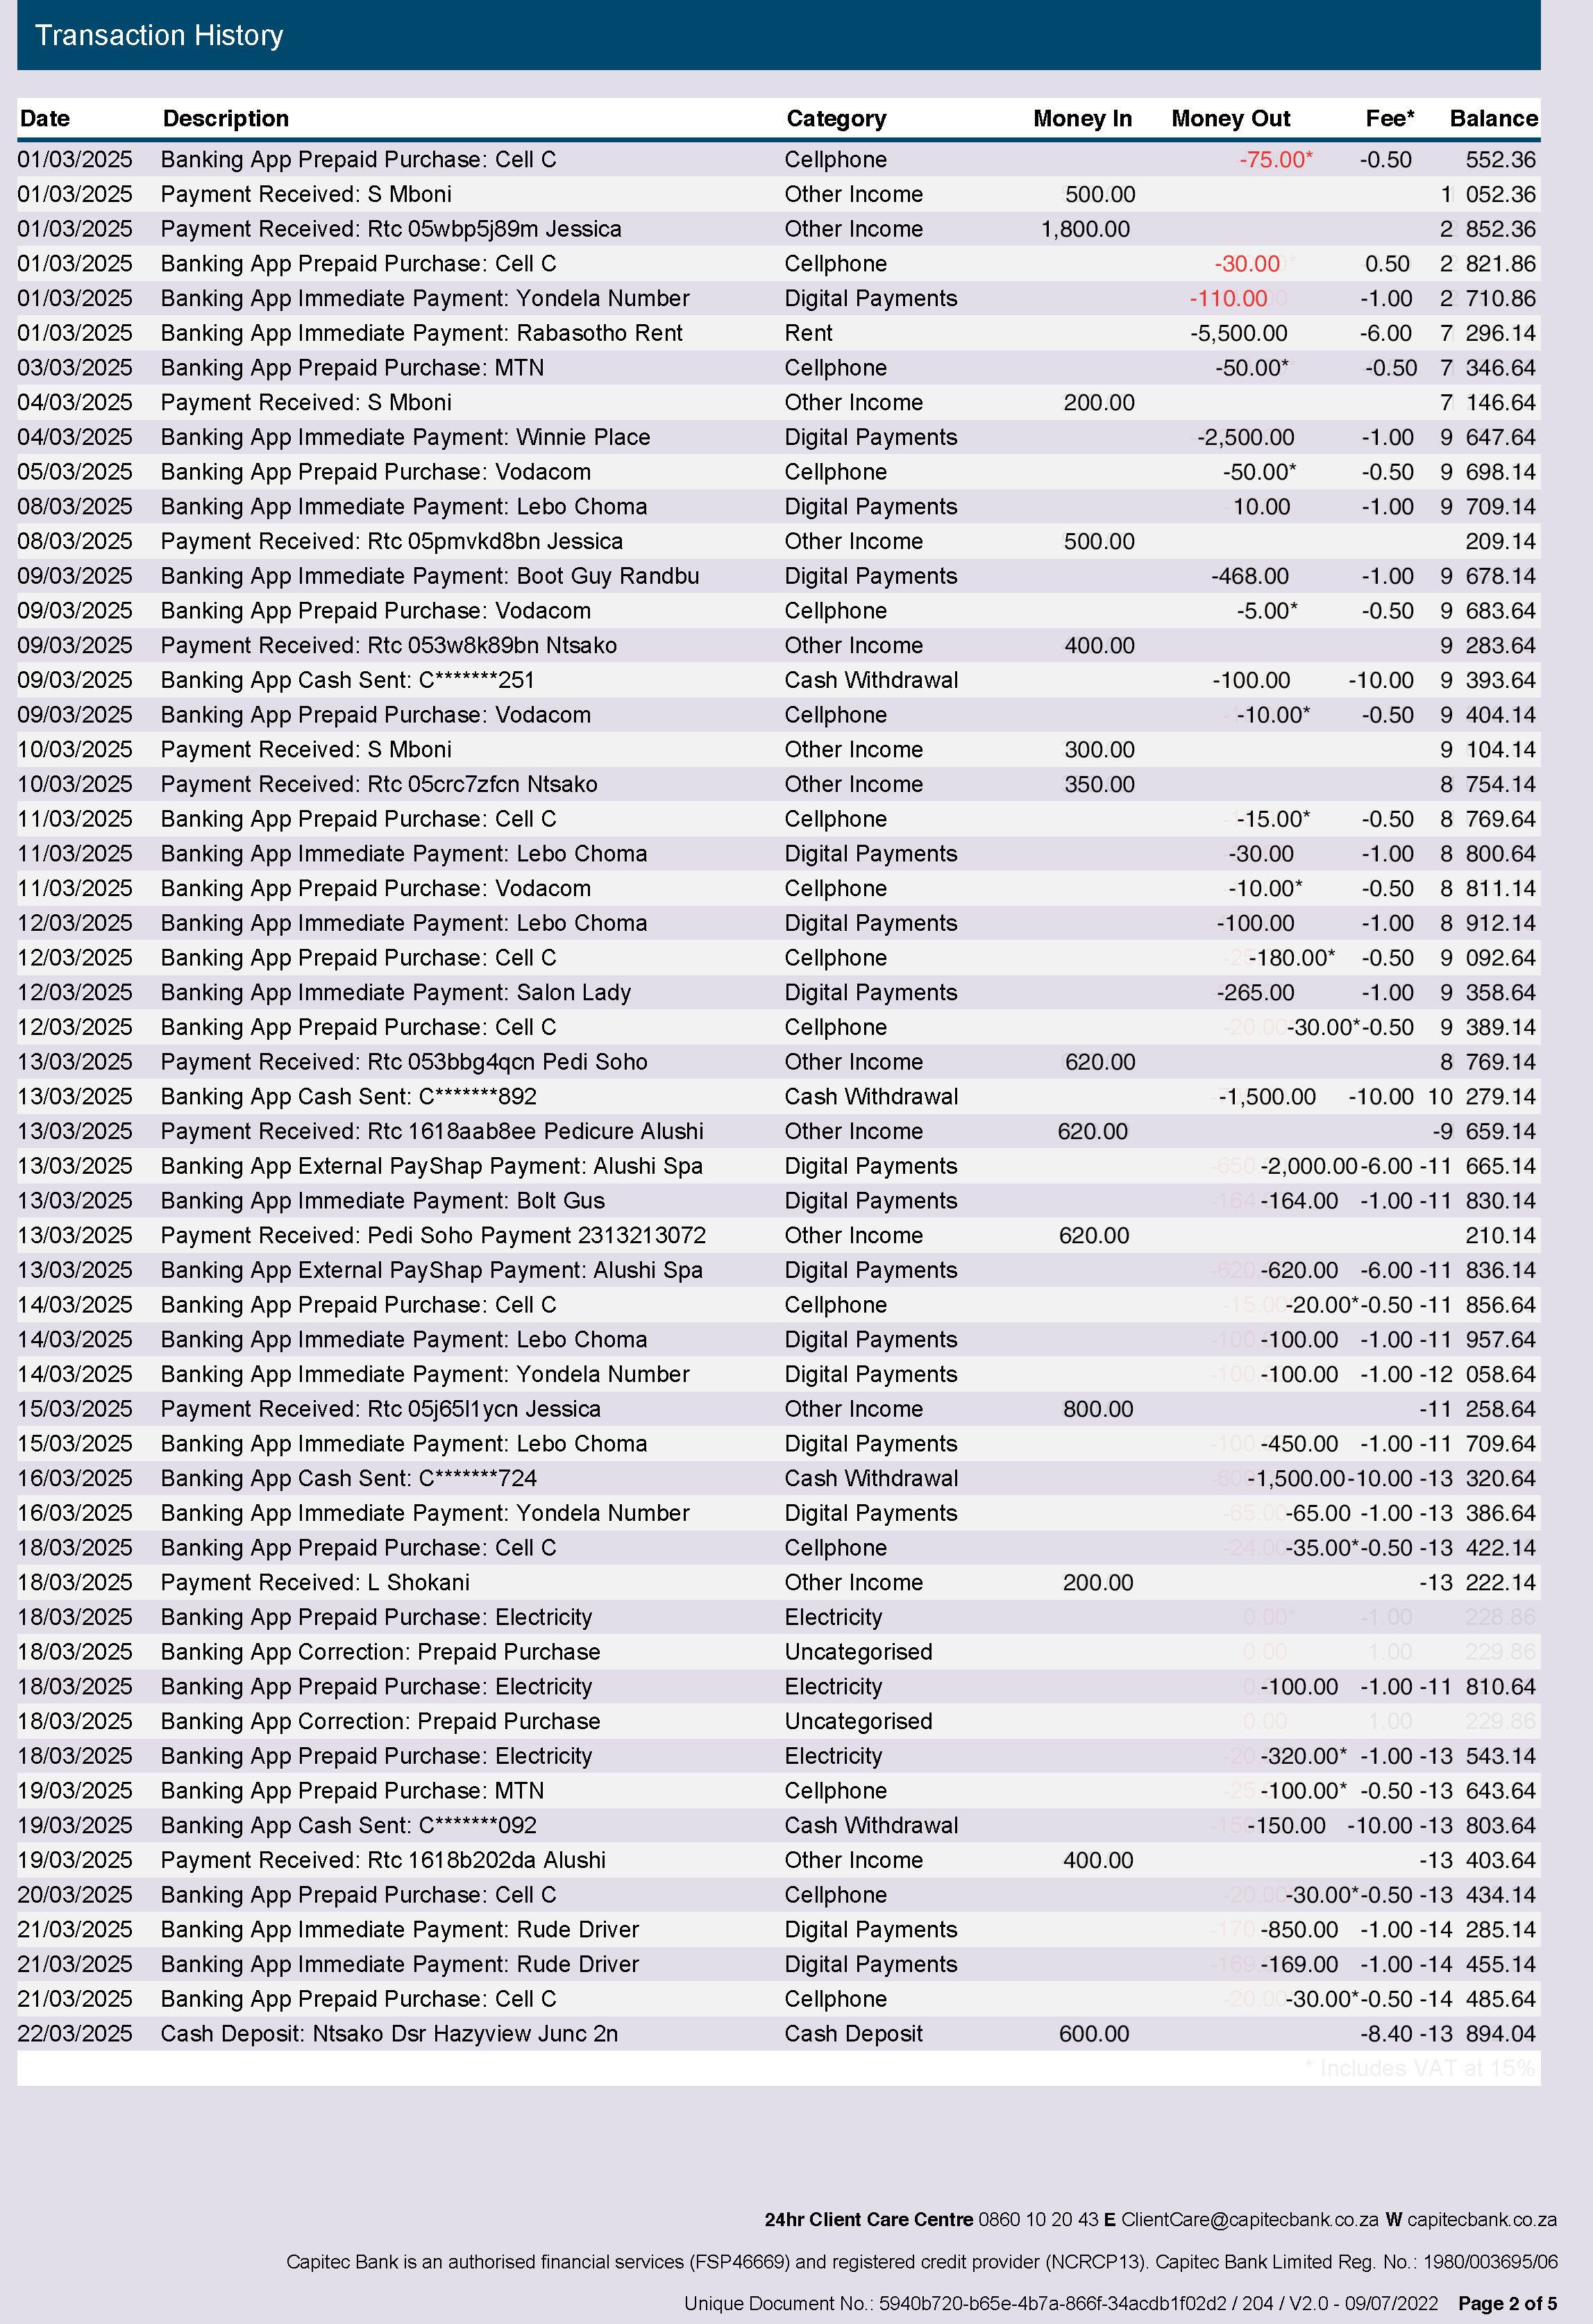 Transaction History
Date Description Category Money In Money Out Fee* Balance
01/03/2025 Banking App Prepaid Purchase: Cell C Cellphone -75.00* -0.50 552.36
01/03/2025 Payment Received: S Mboni Other Income 500.00 1 052.36
01/03/2025 Payment Received: Rtc 05wbp5j89m Jessica Other Income 1,800.00 2 852.36
01/03/2025 Banking App Prepaid Purchase: Cell C Cellphone -30.00 0.50 2 821.86
01/03/2025 Banking App Immediate Payment: Yondela Number Digital Payments -110.00 -1.00 2 710.86
01/03/2025 Banking App Immediate Payment: Rabasotho Rent Rent -5,500.00 -6.00 7 296.14
03/03/2025 Banking App Prepaid Purchase: MTN Cellphone -50.00* -0.50 7 346.64
04/03/2025 Payment Received: S Mboni Other Income 200.00 7 146.64
04/03/2025 Banking App Immediate Payment: Winnie Place Digital Payments -2,500.00 -1.00 9 647.64
05/03/2025 Banking App Prepaid Purchase: Vodacom Cellphone -50.00* -0.50 9 698.14
08/03/2025 Banking App Immediate Payment: Lebo Choma Digital Payments 10.00 -1.00 9 709.14
08/03/2025 Payment Received: Rtc 05pmvkd8bn Jessica Other Income 500.00 209.14
09/03/2025 Banking App Immediate Payment: Boot Guy Randbu Digital Payments -468.00 -1.00 9 678.14
09/03/2025 Banking App Prepaid Purchase: Vodacom Cellphone -5.00* -0.50 9 683.64
09/03/2025 Payment Received: Rtc 053w8k89bn Ntsako Other Income 400.00 9 283.64
09/03/2025 Banking App Cash Sent: C*******251 Cash Withdrawal -100.00 -10.00 9 393.64
09/03/2025 Banking App Prepaid Purchase: Vodacom Cellphone -10.00* -0.50 9 404.14
10/03/2025 Payment Received: S Mboni Other Income 300.00 9 104.14
10/03/2025 Payment Received: Rtc 05crc7zfcn Ntsako Other Income 350.00 8 754.14
11/03/2025 Banking App Prepaid Purchase: Cell C Cellphone -15.00* -0.50 8 769.64
11/03/2025 Banking App Immediate Payment: Lebo Choma Digital Payments -30.00 -1.00 8 800.64
11/03/2025 Banking App Prepaid Purchase: Vodacom Cellphone -10.00* -0.50 8 811.14
12/03/2025 Banking App Immediate Payment: Lebo Choma Digital Payments -100.00 -1.00 8 912.14
12/03/2025 Banking App Prepaid Purchase: Cell C Cellphone -180.00* -0.50 9 092.64
12/03/2025 Banking App Immediate Payment: Salon Lady Digital Payments -265.00 -1.00 9 358.64
12/03/2025 Banking App Prepaid Purchase: Cell C Cellphone -20.00 -30.00* -0.50 9 389.14
13/03/2025 Payment Received: Rtc 053bbg4qcn Pedi Soho Other Income 620.00 8 769.14
13/03/2025 Banking App Cash Sent: C*******892 Cash Withdrawal -1,500.00 -10.00 10 279.14
13/03/2025 Payment Received: Rtc 1618aab8ee Pedicure Alushi Other Income 620.00 -9 659.14
13/03/2025 Banking App External PayShap Payment: Alushi Spa Digital Payments -2,000.00 -6.00 -11 665.14
13/03/2025 Banking App Immediate Payment: Bolt Gus Digital Payments -164.00 -1.00 -11 830.14
13/03/2025 Payment Received: Pedi Soho Payment 2313213072 Other Income 620.00 210.14
13/03/2025 Banking App External PayShap Payment: Alushi Spa Digital Payments -620.00 -6.00 -11 836.14
14/03/2025 Banking App Prepaid Purchase: Cell C Cellphone -15.00 -20.00* -0.50 -11 856.64
14/03/2025 Banking App Immediate Payment: Lebo Choma Digital Payments -100.00 -1.00 -11 957.64
14/03/2025 Banking App Immediate Payment: Yondela Number Digital Payments -100.00 -1.00 -12 058.64
15/03/2025 Payment Received: Rtc 05j65l1ycn Jessica Other Income 800.00 -11 258.64
15/03/2025 Banking App Immediate Payment: Lebo Choma Digital Payments -450.00 -1.00 -11 709.64
16/03/2025 Banking App Cash Sent: C*******724 Cash Withdrawal -1,500.00 -10.00 -13 320.64
16/03/2025 Banking App Immediate Payment: Yondela Number Digital Payments -65.00 -65.00 -1.00 -13 386.64
18/03/2025 Banking App Prepaid Purchase: Cell C Cellphone -24.00 -35.00* -0.50 -13 422.14
18/03/2025 Payment Received: L Shokani Other Income 200.00 -13 222.14
18/03/2025 Banking App Prepaid Purchase: Electricity Electricity 0.00* -1.00 228.86
18/03/2025 Banking App Correction: Prepaid Purchase Uncategorised 0.00 1.00 229.86
18/03/2025 Banking App Prepaid Purchase: Electricity Electricity -100.00 -1.00 -11 810.64
18/03/2025 Banking App Correction: Prepaid Purchase Uncategorised 0.00 1.00 229.86
18/03/2025 Banking App Prepaid Purchase: Electricity Electricity -320.00* -1.00 -13 543.14
19/03/2025 Banking App Prepaid Purchase: MTN Cellphone -100.00* -0.50 -13 643.64
19/03/2025 Banking App Cash Sent: C*******092 Cash Withdrawal -150.00 -10.00 -13 803.64
19/03/2025 Payment Received: Rtc 1618b202da Alushi Other Income 400.00 -13 403.64
20/03/2025 Banking App Prepaid Purchase: Cell C Cellphone -20.00 -30.00* -0.50 -13 434.14
21/03/2025 Banking App Immediate Payment: Rude Driver Digital Payments -850.00 -1.00 -14 285.14
21/03/2025 Banking App Immediate Payment: Rude Driver Digital Payments -169.00 -1.00 -14 455.14
21/03/2025 Banking App Prepaid Purchase: Cell C Cellphone -20.00 -30.00* -0.50 -14 485.64
22/03/2025 Cash Deposit: Ntsako Dsr Hazyview Junc 2n Cash Deposit 600.00 -8.40 -13 894.04
* Includes VAT at 15%
24hr Client Care Centre 0860 10 20 43 E ClientCare@capitecbank.co.za W capitecbank.co.za
Capitec Bank is an authorised financial services (FSP46669) and registered credit provider (NCRCP13). Capitec Bank Limited Reg. No.: 1980/003695/06
Unique Document No.: 5940b720-b65e-4b7a-866f-34acdb1f02d2 / 204 / V2.0 - 09/07/2022 Page 2 of 5